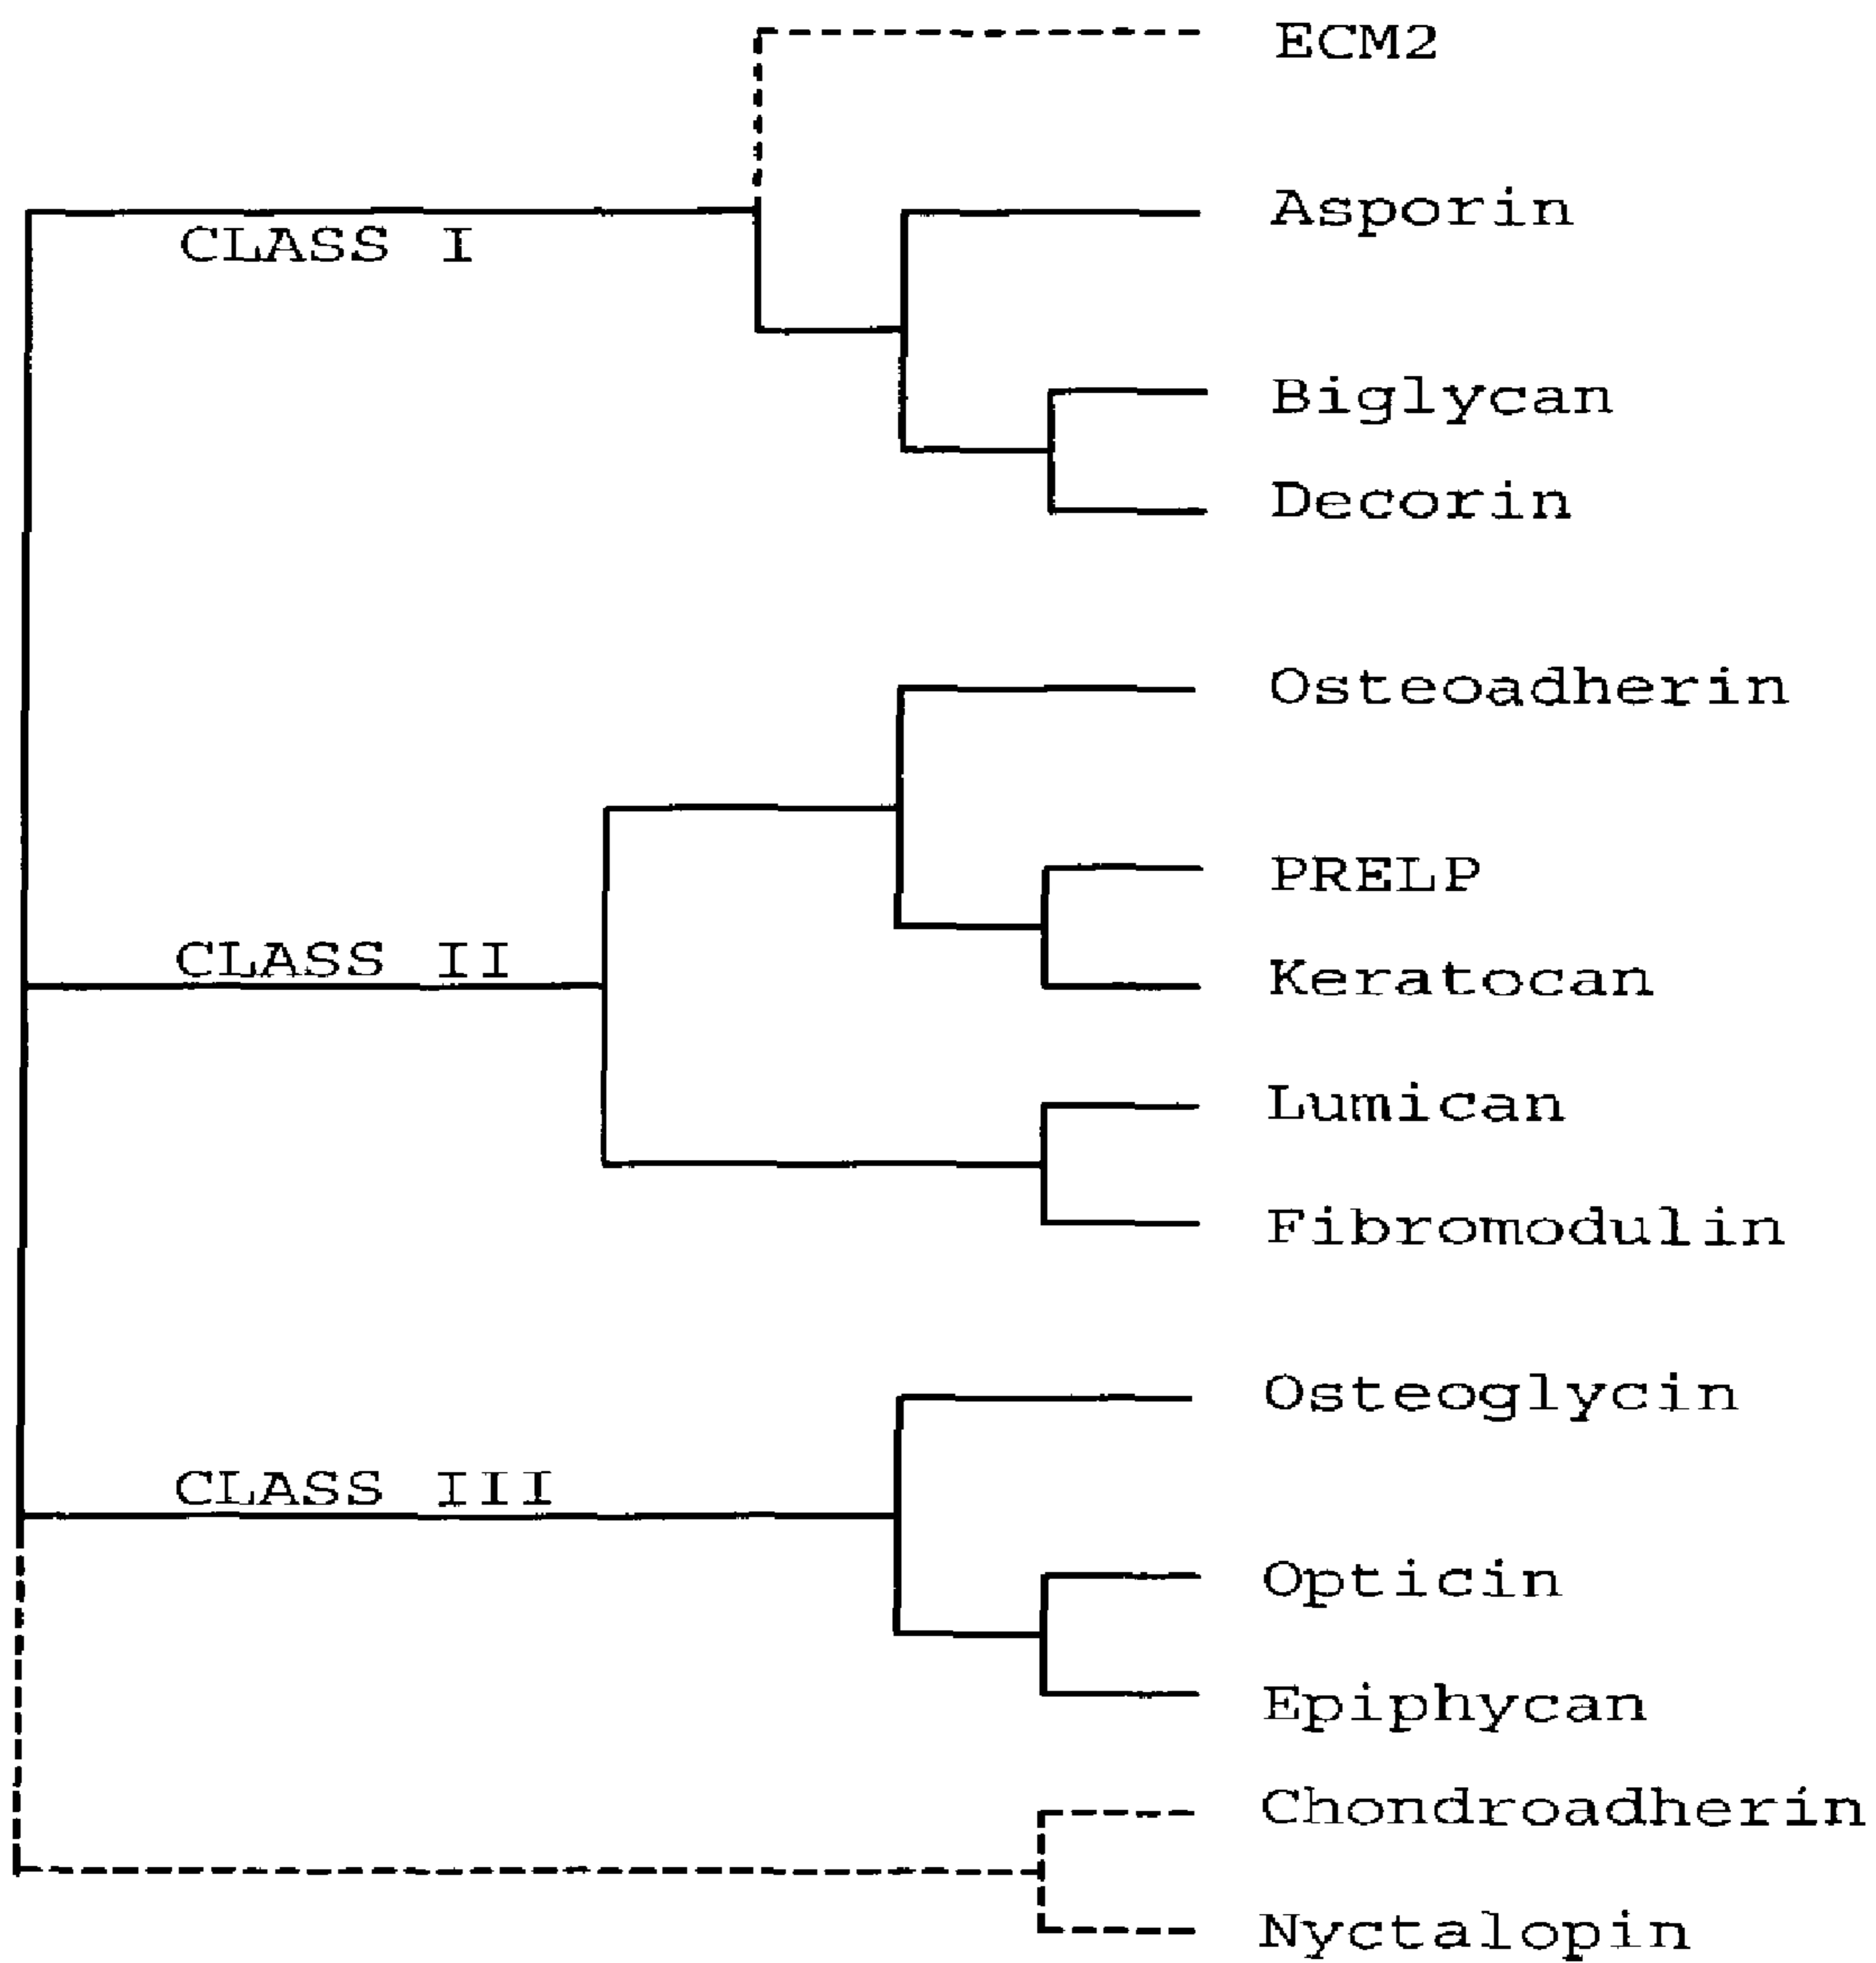 ECM2
Asporin
CLASS I
Biglycan
Decorin
Osteoadherin
PRELP
CLASS II
Keratocan
Lumican
Fibromodulin
Osteoglycin
CLASS III
Opticin
Epiphycan
Chondroadherin
Nyctalopin